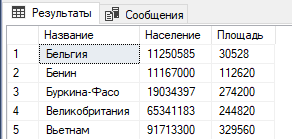 Результаты Сообщения
Название Население Площадь
1 Бельгия 11250585 30528
2 Бенин 11167000 112620
3 Буркина-Фасо 19034397 274200
4 Великобритания 65341183 244820
5 Вьетнам 91713300 329560